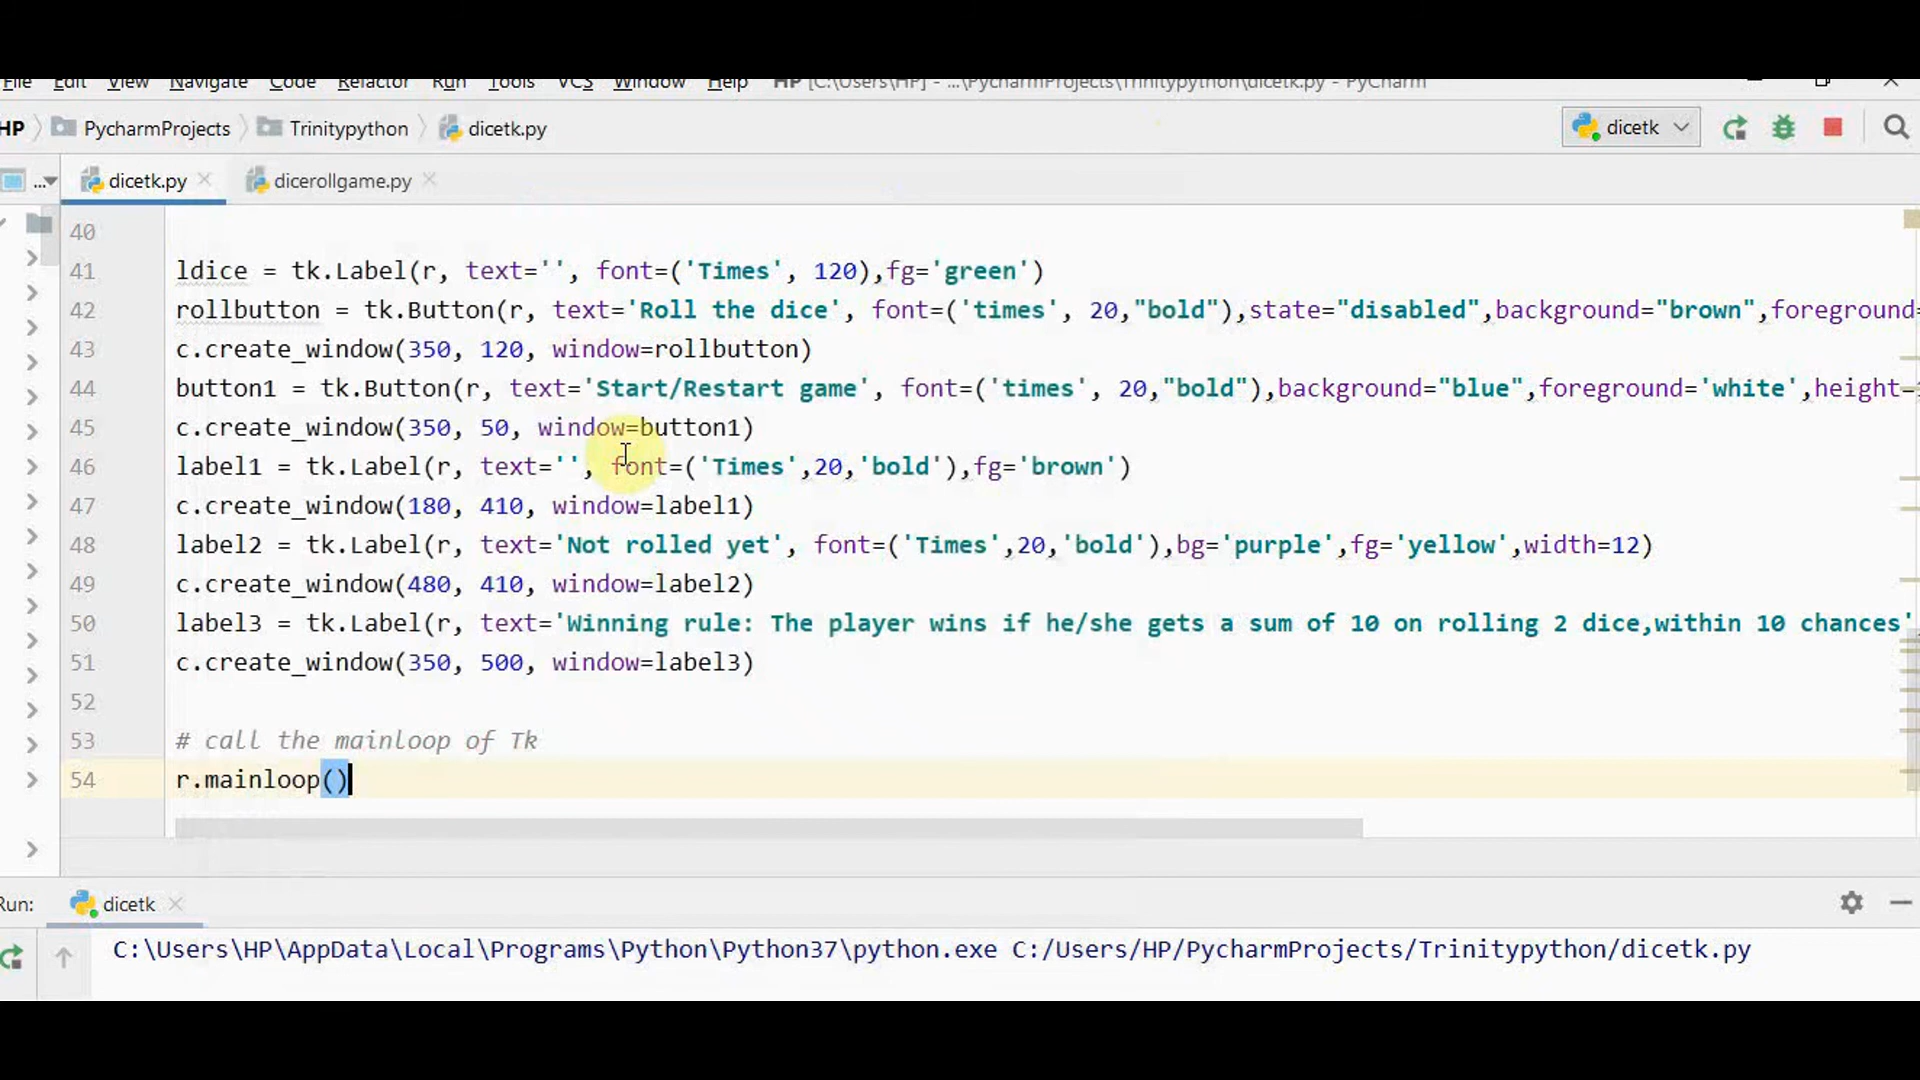 File Edit View Navigate Code Refactor Run Tools VCS Window Help HP [C:\Users\HP] - ...\PycharmProjects\Trinitypython\dicetk.py - PyCharm
HP PycharmProjects Trinitypython dicetk.py dicetk
... dicetk.py dicerollgame.py
40
41 ldice = tk.Label(r, text='', font=('Times', 120),fg='green')
42 rollbutton = tk.Button(r, text='Roll the dice', font=('times', 20,"bold"),state="disabled",background="brown",foreground=
43 c.create_window(350, 120, window=rollbutton)
44 button1 = tk.Button(r, text='Start/Restart game', font=('times', 20,"bold"),background="blue",foreground='white',height=
45 c.create_window(350, 50, window=button1)
46 label1 = tk.Label(r, text='', font=('Times',20,'bold'),fg='brown')
47 c.create_window(180, 410, window=label1)
48 label2 = tk.Label(r, text='Not rolled yet', font=('Times',20,'bold'),bg='purple',fg='yellow',width=12)
49 c.create_window(480, 410, window=label2)
50 label3 = tk.Label(r, text='Winning rule: The player wins if he/she gets a sum of 10 on rolling 2 dice,within 10 chances'
51 c.create_window(350, 500, window=label3)
52
53 # call the mainloop of Tk
54 r.mainloop()
Run: dicetk
C:\Users\HP\AppData\Local\Programs\Python\Python37\python.exe C:/Users/HP/PycharmProjects/Trinitypython/dicetk.py